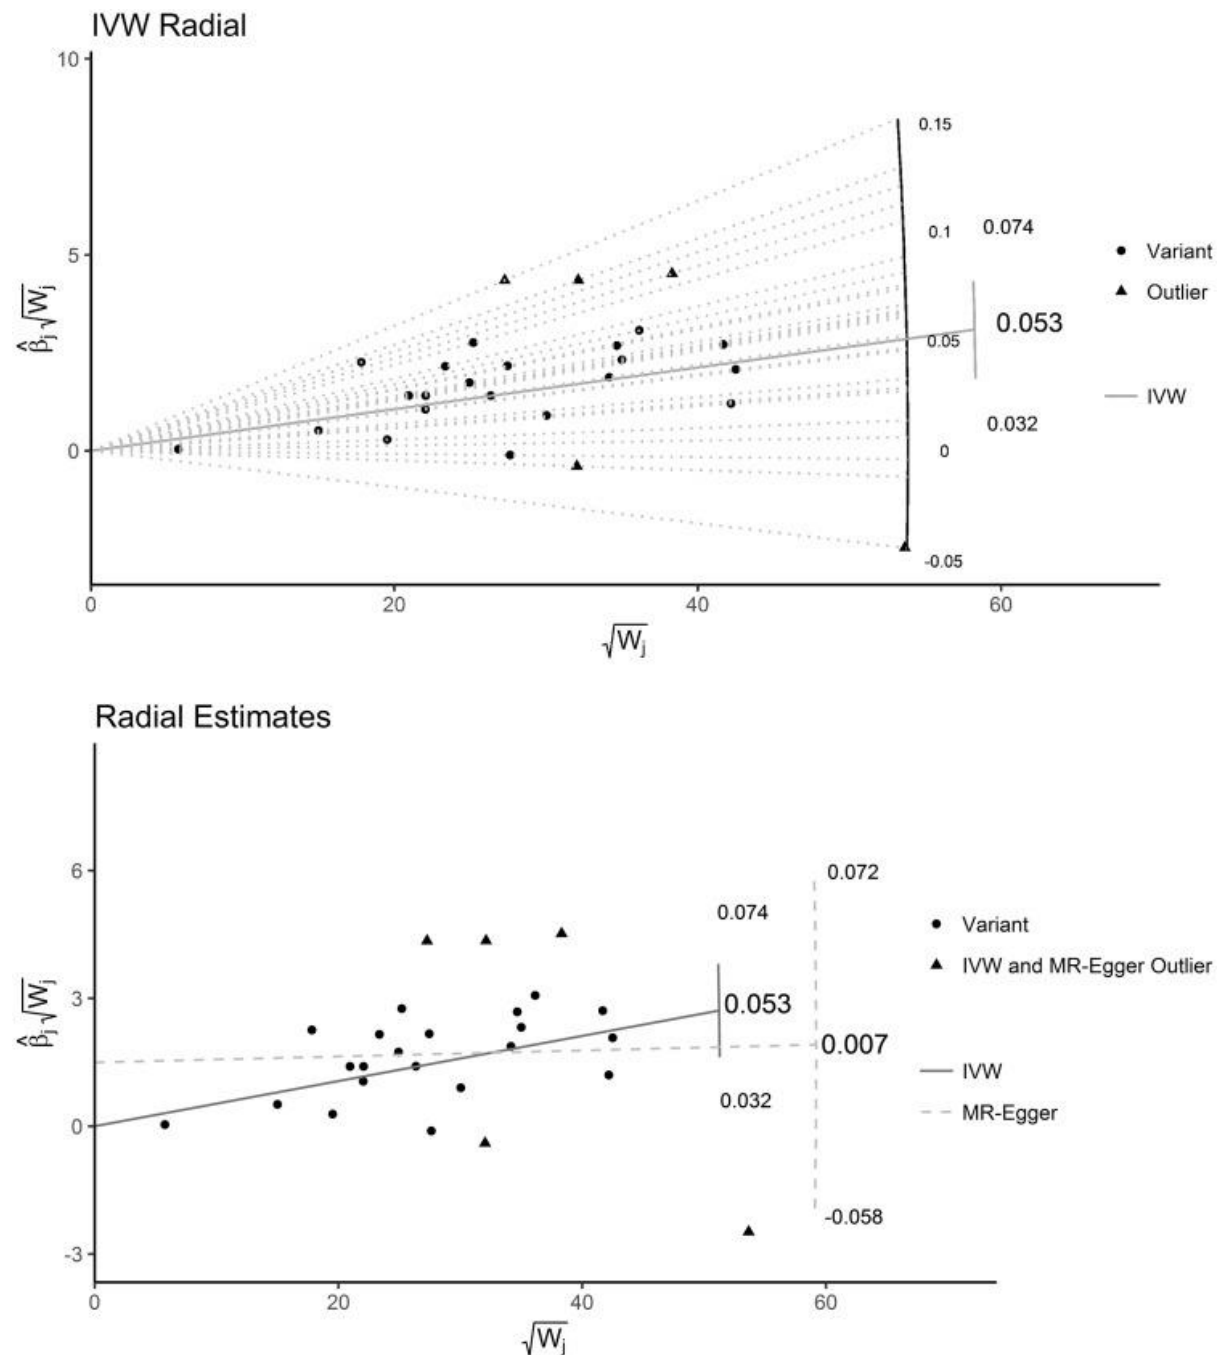 IVW Radial
10
5
0
β̂j √Wj
0.15
0.1
0.05
0
-0.05
0.074
0.053
0.032
Variant
Outlier
IVW
0 20 40 60
√Wj
Radial Estimates
6
3
0
-3
β̂j √Wj
0.074
0.053
0.032
0.072
0.007
-0.058
Variant
IVW and MR-Egger Outlier
IVW
MR-Egger
0 20 40 60
√Wj